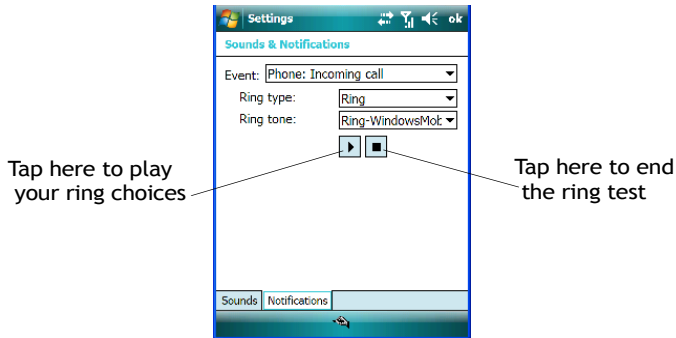 Settings ok
Sounds & Notifications
Event: Phone: Incoming call
Ring type: Ring
Ring tone: Ring-WindowsMob
Tap here to play
your ring choices
Tap here to end
the ring test
Sounds Notifications